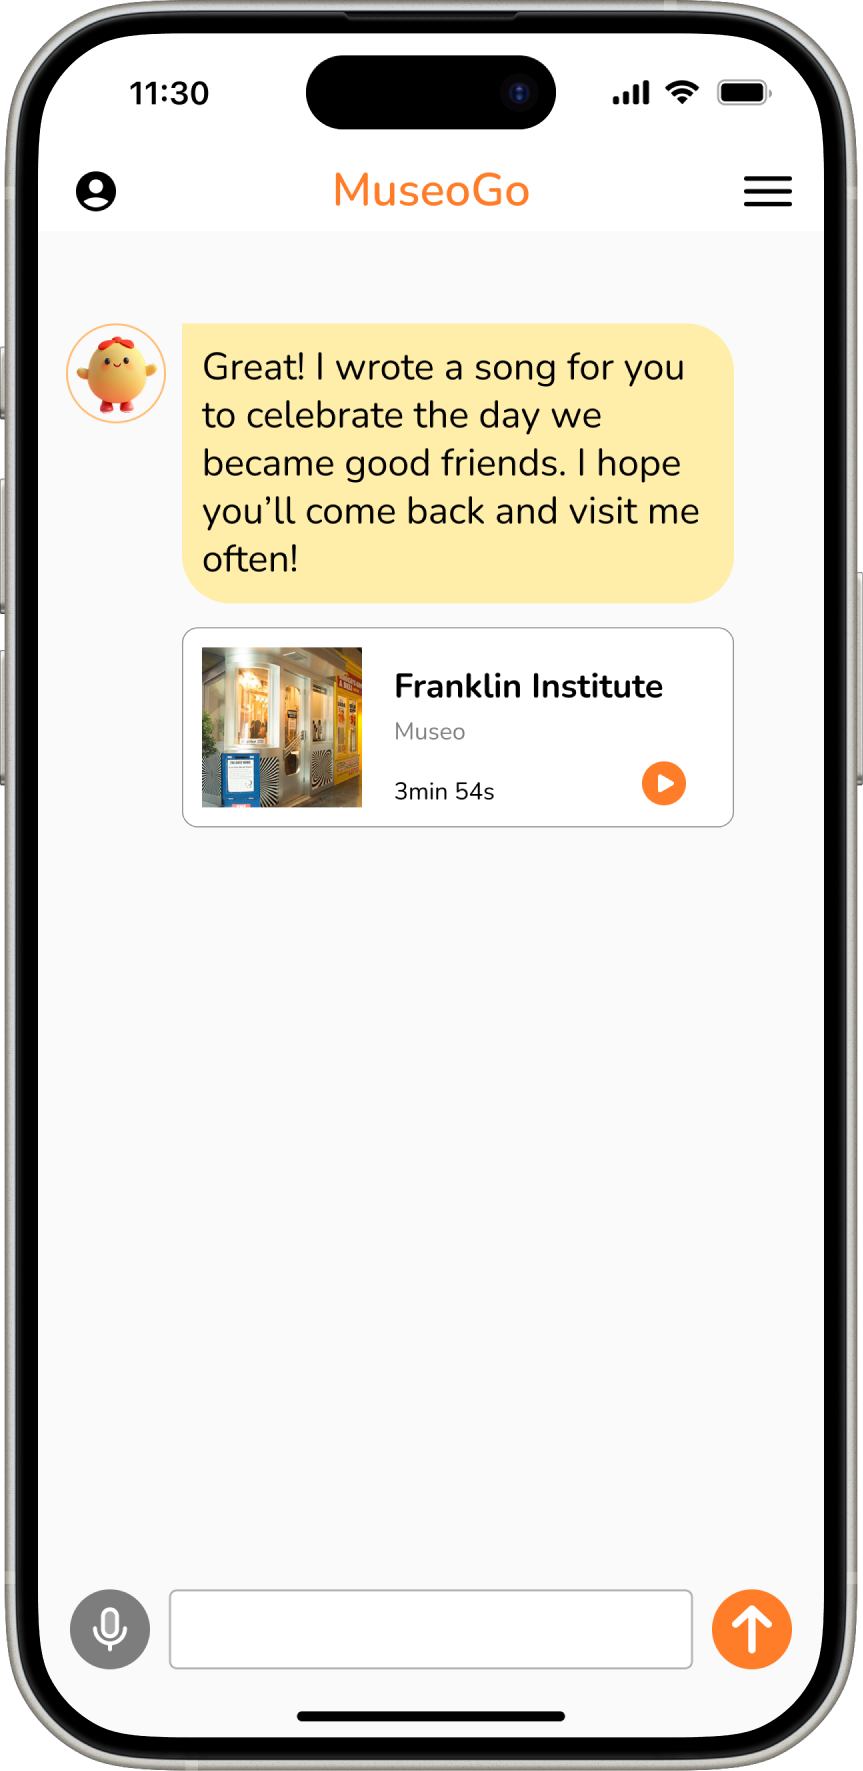 11:30
MuseoGo
Great! I wrote a song for you
to celebrate the day we
became good friends. I hope
you’ll come back and visit me
often!
Franklin Institute
Museo
3min 54s